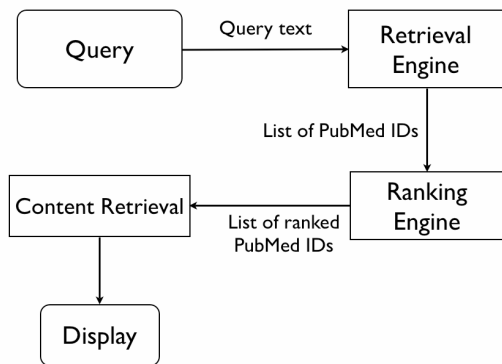 Query
Query text
Retrieval
Engine
List of PubMed IDs
Ranking
Engine
List of ranked
PubMed IDs
Content Retrieval
Display